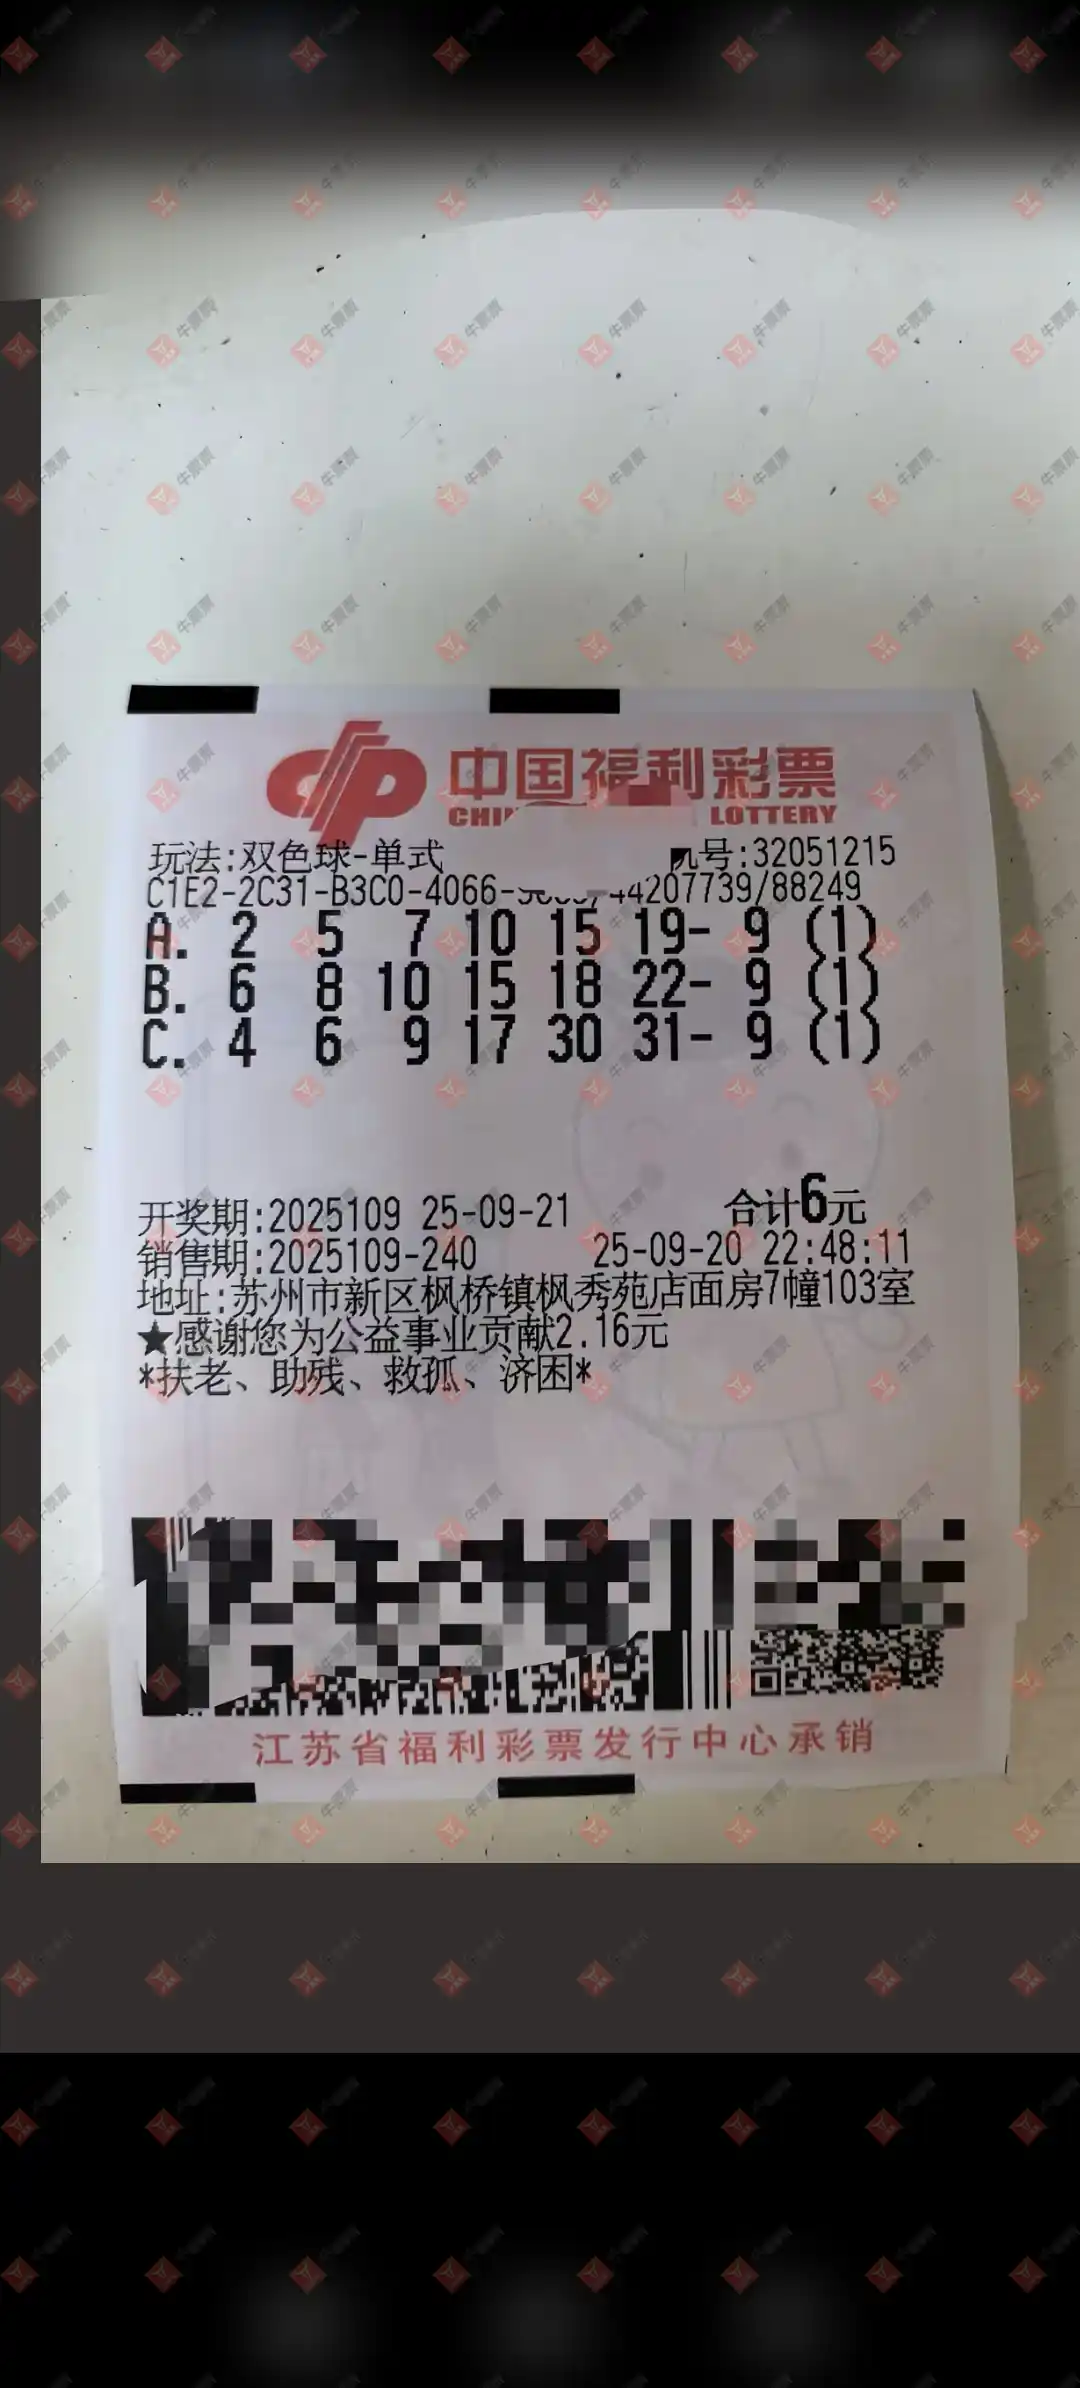 中国福利彩票
LOTTERY
玩法:双色球-单式
号:32051215
C1E2-2C31-B3C0-4066- 44207739/88249
A. 2 5 7 10 15 19- 9 (1)
B. 6 8 10 15 18 22- 9 (1)
C. 4 6 9 17 30 31- 9 (1)
开奖期:2025109 25-09-21 合计6元
销售期:2025109-240 25-09-20 22:48:11
地址:苏州市新区枫桥镇枫秀苑店面房7幢103室
★感谢您为公益事业贡献2.16元
*扶老、助残、救孤、济困*
江苏省福利彩票发行中心承销
牛票票